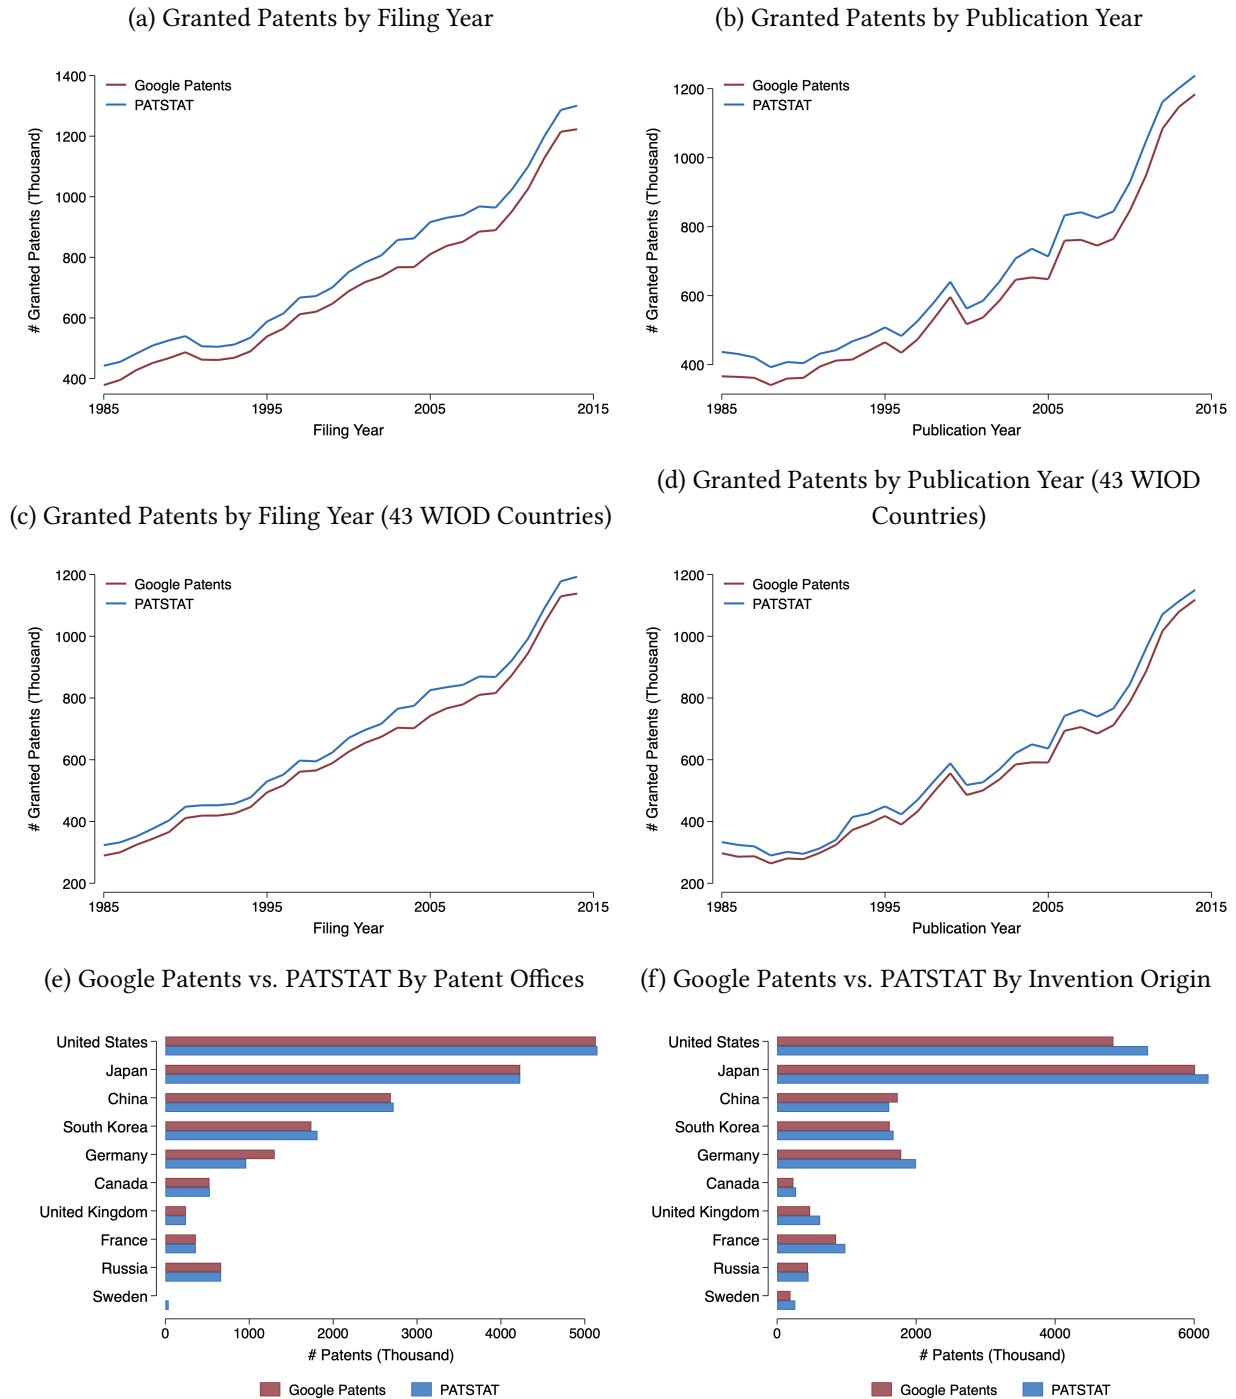 (a) Granted Patents by Filing Year
1400
1200
1000
800
600
400
# Granted Patents (Thousand)
Google Patents
PATSTAT
1985
1995
2005
2015
Filing Year
(b) Granted Patents by Publication Year
1200
1000
800
600
400
# Granted Patents (Thousand)
Google Patents
PATSTAT
1985
1995
2005
2015
Publication Year
(c) Granted Patents by Filing Year (43 WIOD Countries)
1200
1000
800
600
400
200
# Granted Patents (Thousand)
Google Patents
PATSTAT
1985
1995
2005
2015
Filing Year
(d) Granted Patents by Publication Year (43 WIOD
Countries)
1200
1000
800
600
400
200
# Granted Patents (Thousand)
Google Patents
PATSTAT
1985
1995
2005
2015
Publication Year
(e) Google Patents vs. PATSTAT By Patent Offices
United States
Japan
China
South Korea
Germany
Canada
United Kingdom
France
Russia
Sweden
0
1000
2000
3000
4000
5000
# Patents (Thousand)
Google Patents
PATSTAT
(f) Google Patents vs. PATSTAT By Invention Origin
United States
Japan
China
South Korea
Germany
Canada
United Kingdom
France
Russia
Sweden
0
2000
4000
6000
# Patents (Thousand)
Google Patents
PATSTAT